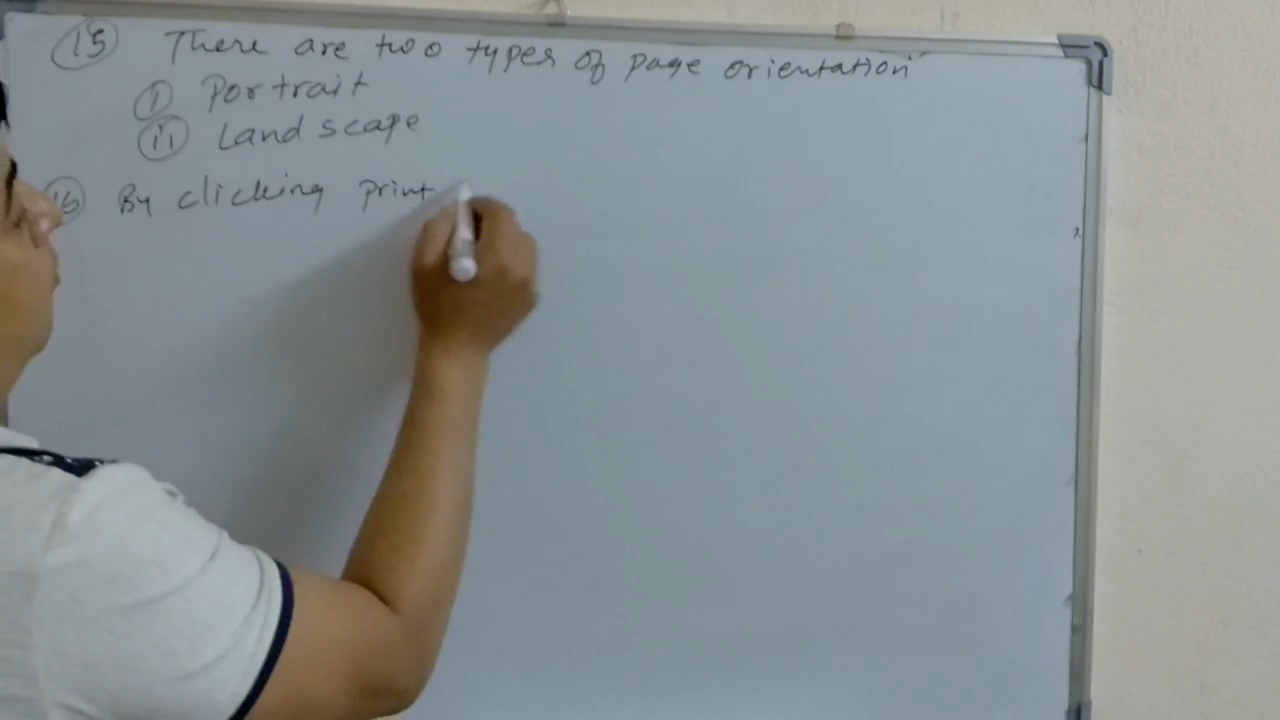 15 There are two types of page orientation
i Portrait
ii Landscape
16 By clicking print